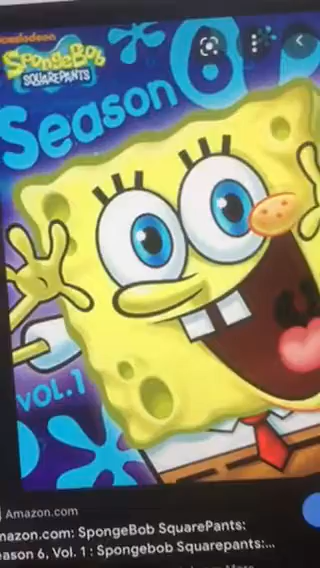 nickelodeon
SpongeBob
SQUAREPANTS
Season 6
VOL.1
Amazon.com
mazon.com: SpongeBob SquarePants:
eason 6, Vol. 1 : Spongebob Squarepants:...